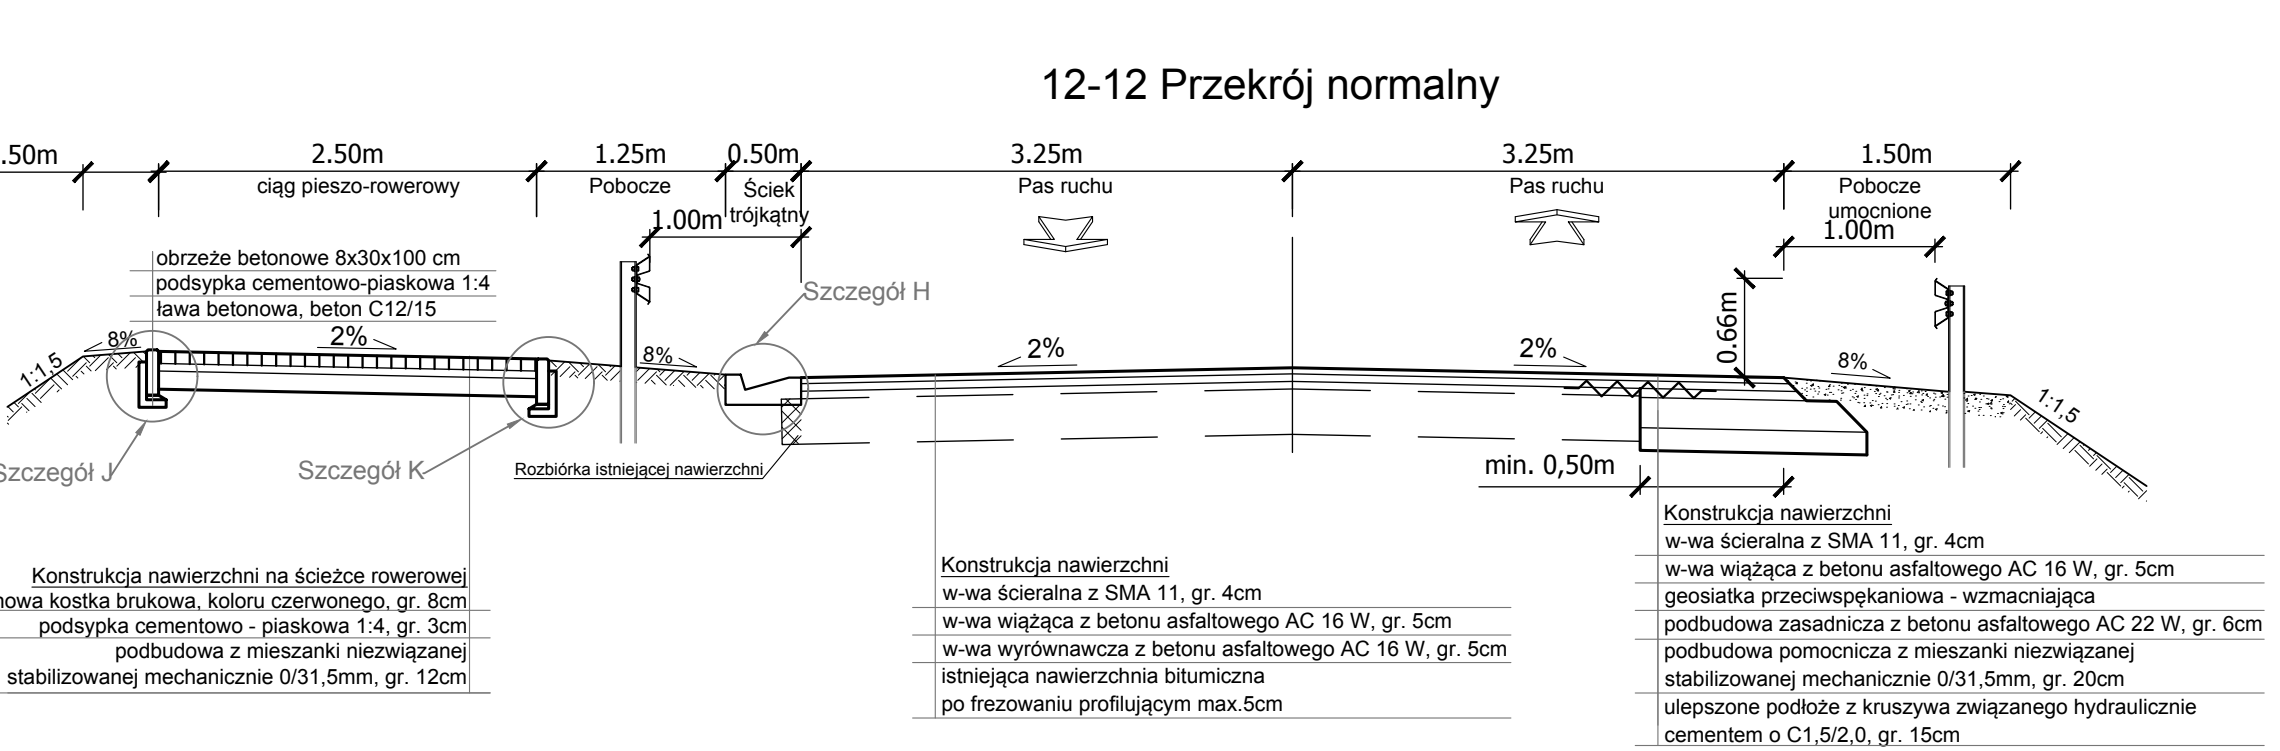 12-12 Przekrój normalny
.50m
2.50m
1.25m
0.50m
3.25m
3.25m
1.50m
ciąg pieszo-rowerowy
Pobocze
Ściek
trójkątny
Pas ruchu
Pas ruchu
Pobocze
umocnione
1.00m
1.00m
obrzeże betonowe 8x30x100 cm
podsypka cementowo-piaskowa 1:4
ława betonowa, beton C12/15
Szczegół H
0.66m
1:1,5
8%
2%
8%
2%
2%
8%
1:1,5
Szczegół J
Szczegół K
Rozbiórka istniejącej nawierzchni
min. 0,50m
Konstrukcja nawierzchni na ścieżce rowerowej
nowa kostka brukowa, koloru czerwonego, gr. 8cm
podsypka cementowo - piaskowa 1:4, gr. 3cm
podbudowa z mieszanki niezwiązanej
stabilizowanej mechanicznie 0/31,5mm, gr. 12cm
Konstrukcja nawierzchni
w-wa ścieralna z SMA 11, gr. 4cm
w-wa wiążąca z betonu asfaltowego AC 16 W, gr. 5cm
w-wa wyrównawcza z betonu asfaltowego AC 16 W, gr. 5cm
istniejąca nawierzchnia bitumiczna
po frezowaniu profilującym max.5cm
Konstrukcja nawierzchni
w-wa ścieralna z SMA 11, gr. 4cm
w-wa wiążąca z betonu asfaltowego AC 16 W, gr. 5cm
geosiatka przeciwspękaniowa - wzmacniająca
podbudowa zasadnicza z betonu asfaltowego AC 22 W, gr. 6cm
podbudowa pomocnicza z mieszanki niezwiązanej
stabilizowanej mechanicznie 0/31,5mm, gr. 20cm
ulepszone podłoże z kruszywa związanego hydraulicznie
cementem o C1,5/2,0, gr. 15cm